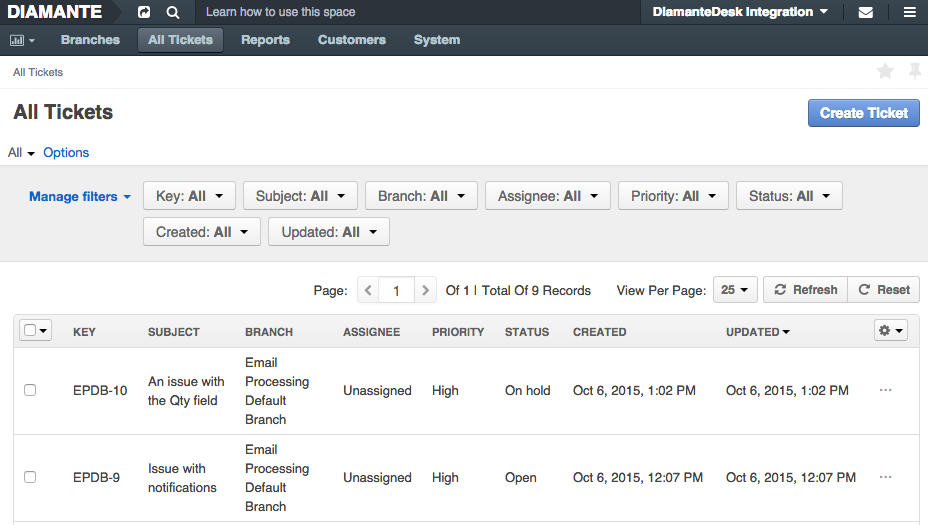 DIAMANTE Learn how to use this space DiamanteDesk Integration
Branches All Tickets Reports Customers System
All Tickets
All Tickets
Create Ticket
All Options
Manage filters Key: All Subject: All Branch: All Assignee: All Priority: All Status: All
Created: All Updated: All
Page: 1 Of 1 | Total Of 9 Records View Per Page: 25 Refresh Reset
KEY SUBJECT BRANCH ASSIGNEE PRIORITY STATUS CREATED UPDATED
EPDB-10 An issue with the Qty field Email Processing Default Branch Unassigned High On hold Oct 6, 2015, 1:02 PM Oct 6, 2015, 1:02 PM ...
EPDB-9 Issue with notifications Email Processing Default Branch Unassigned High Open Oct 6, 2015, 12:07 PM Oct 6, 2015, 12:07 PM ...